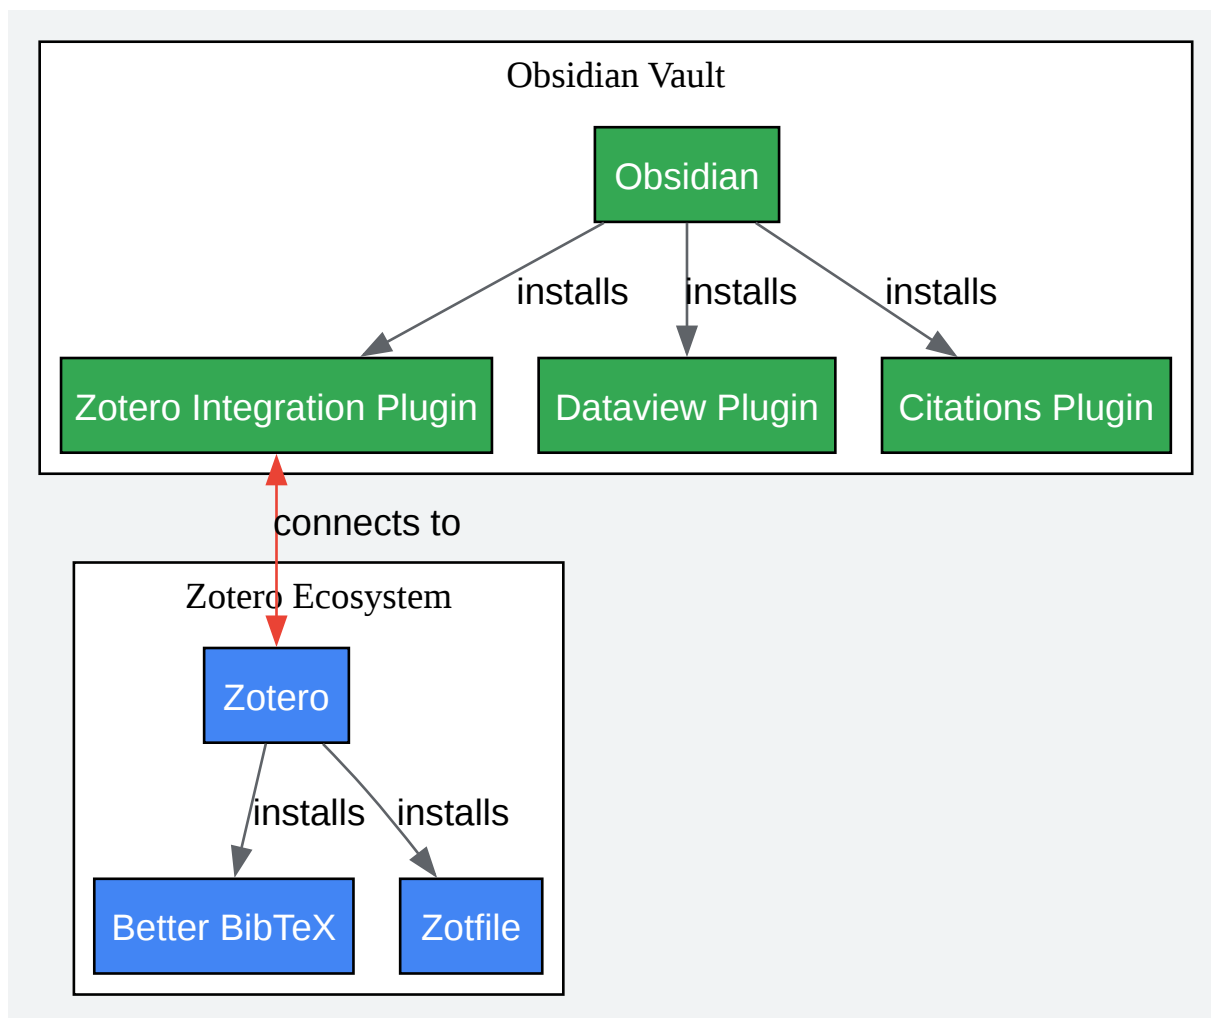 Obsidian Vault
Obsidian
installs
installs
installs
Zotero Integration Plugin
Dataview Plugin
Citations Plugin
connects to
Zotero Ecosystem
Zotero
installs
installs
Better BibTeX
Zotfile